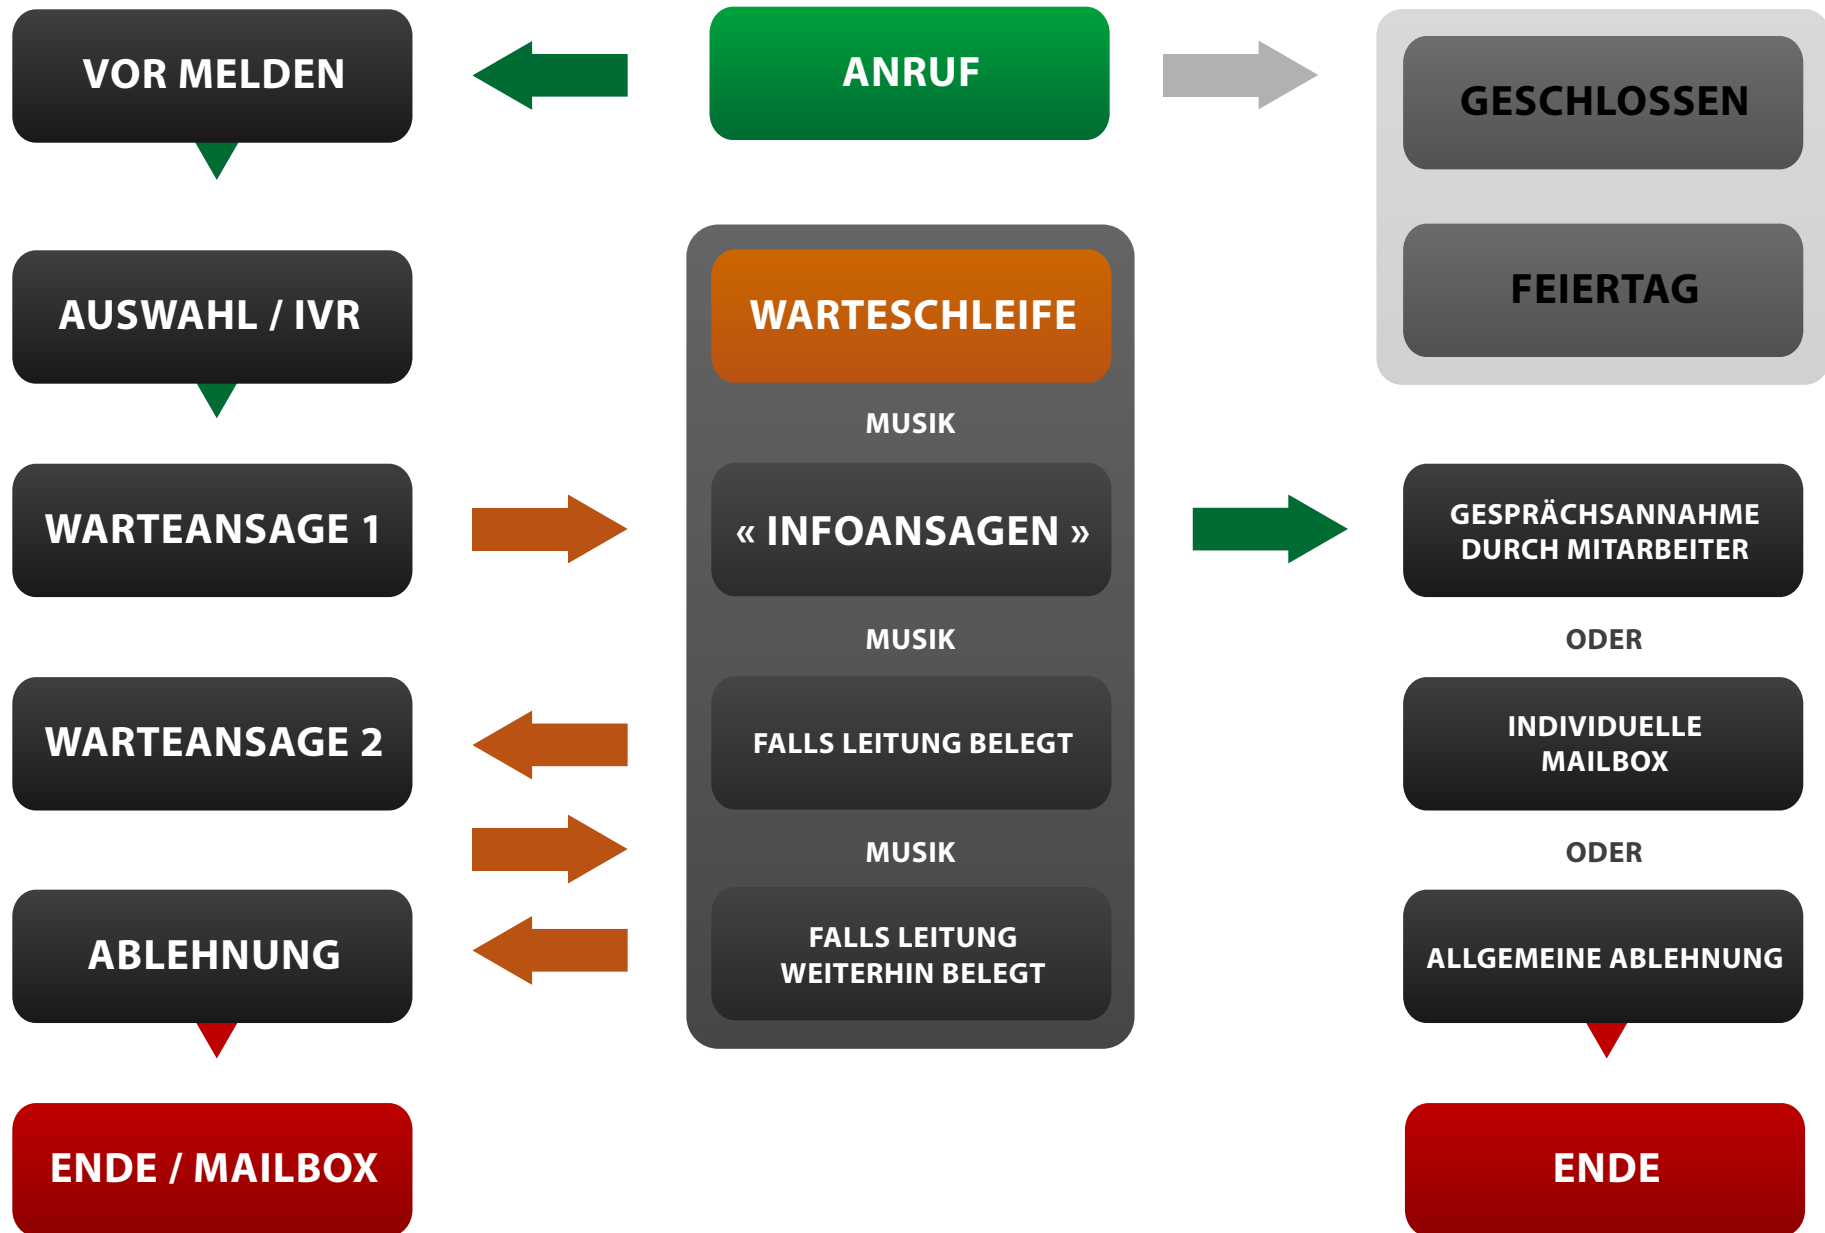 VOR MELDEN
ANRUF
GESCHLOSSEN
FEIERTAG
AUSWAHL / IVR
WARTESCHLEIFE
MUSIK
WARTEANSAGE 1
« INFOANSAGEN »
GESPRÄCHSANNAHME
DURCH MITARBEITER
MUSIK
ODER
WARTEANSAGE 2
FALLS LEITUNG BELEGT
INDIVIDUELLE
MAILBOX
MUSIK
ODER
ABLEHNUNG
FALLS LEITUNG
WEITERHIN BELEGT
ALLGEMEINE ABLEHNUNG
ENDE / MAILBOX
ENDE